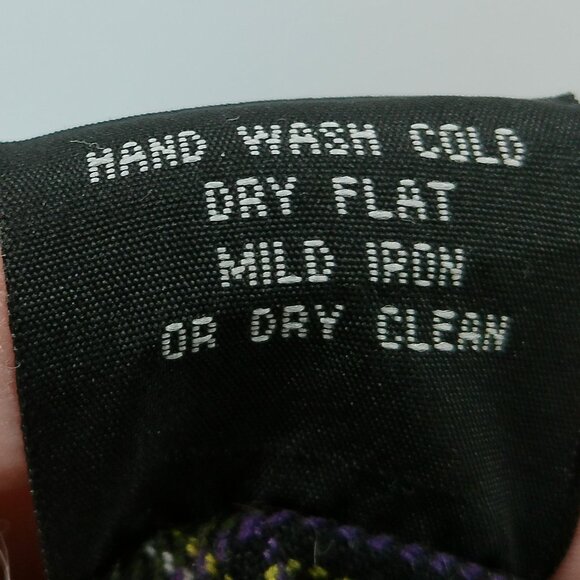 HAND WASH COLD
DRY FLAT
MILD IRON
OR DRY CLEAN